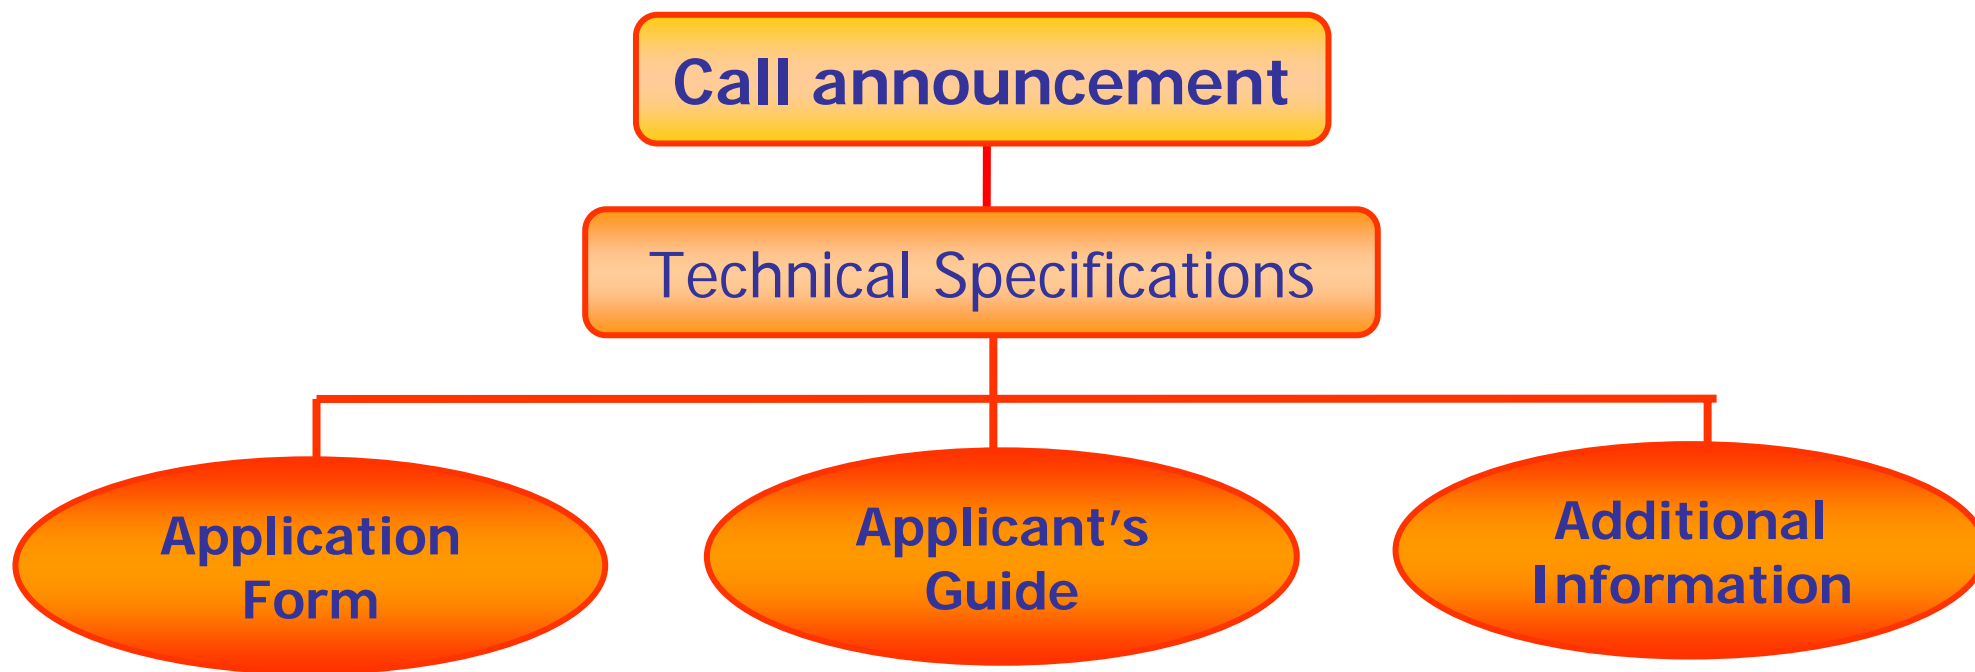 Call announcement
Technical Specifications
Application
Form
Applicant's
Guide
Additional
Information